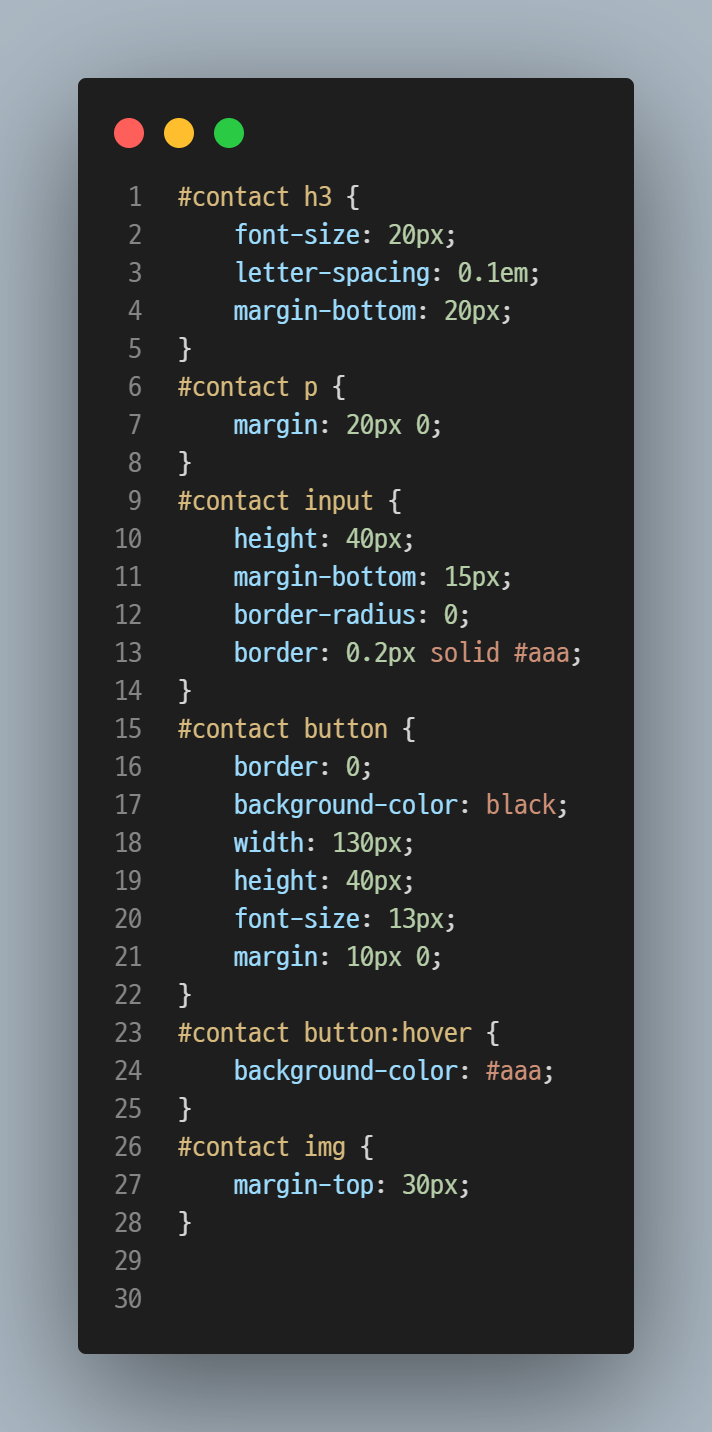 1 #contact h3 {
2     font-size: 20px;
3     letter-spacing: 0.1em;
4     margin-bottom: 20px;
5 }
6 #contact p {
7     margin: 20px 0;
8 }
9 #contact input {
10     height: 40px;
11     margin-bottom: 15px;
12     border-radius: 0;
13     border: 0.2px solid #aaa;
14 }
15 #contact button {
16     border: 0;
17     background-color: black;
18     width: 130px;
19     height: 40px;
20     font-size: 13px;
21     margin: 10px 0;
22 }
23 #contact button:hover {
24     background-color: #aaa;
25 }
26 #contact img {
27     margin-top: 30px;
28 }
29
30